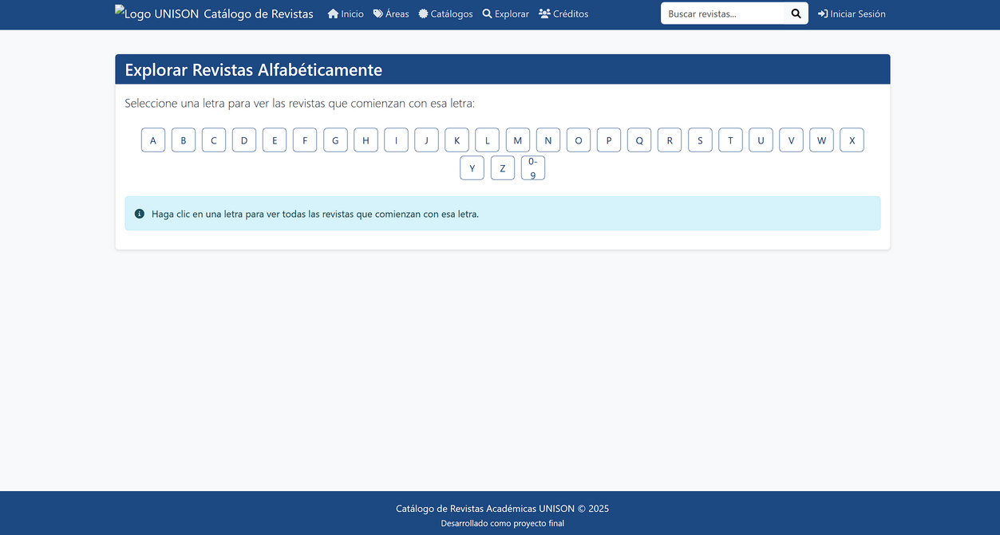 Logo UNISON Catálogo de Revistas Inicio Áreas Catálogos Explorar Créditos Buscar revistas... Iniciar Sesión
Explorar Revistas Alfabéticamente
Seleccione una letra para ver las revistas que comienzan con esa letra:
A B C D E F G H I J K L M N O P Q R S T U V W X
Y Z 0-
9
Haga clic en una letra para ver todas las revistas que comienzan con esa letra.
Catálogo de Revistas Académicas UNISON © 2025
Desarrollado como proyecto final